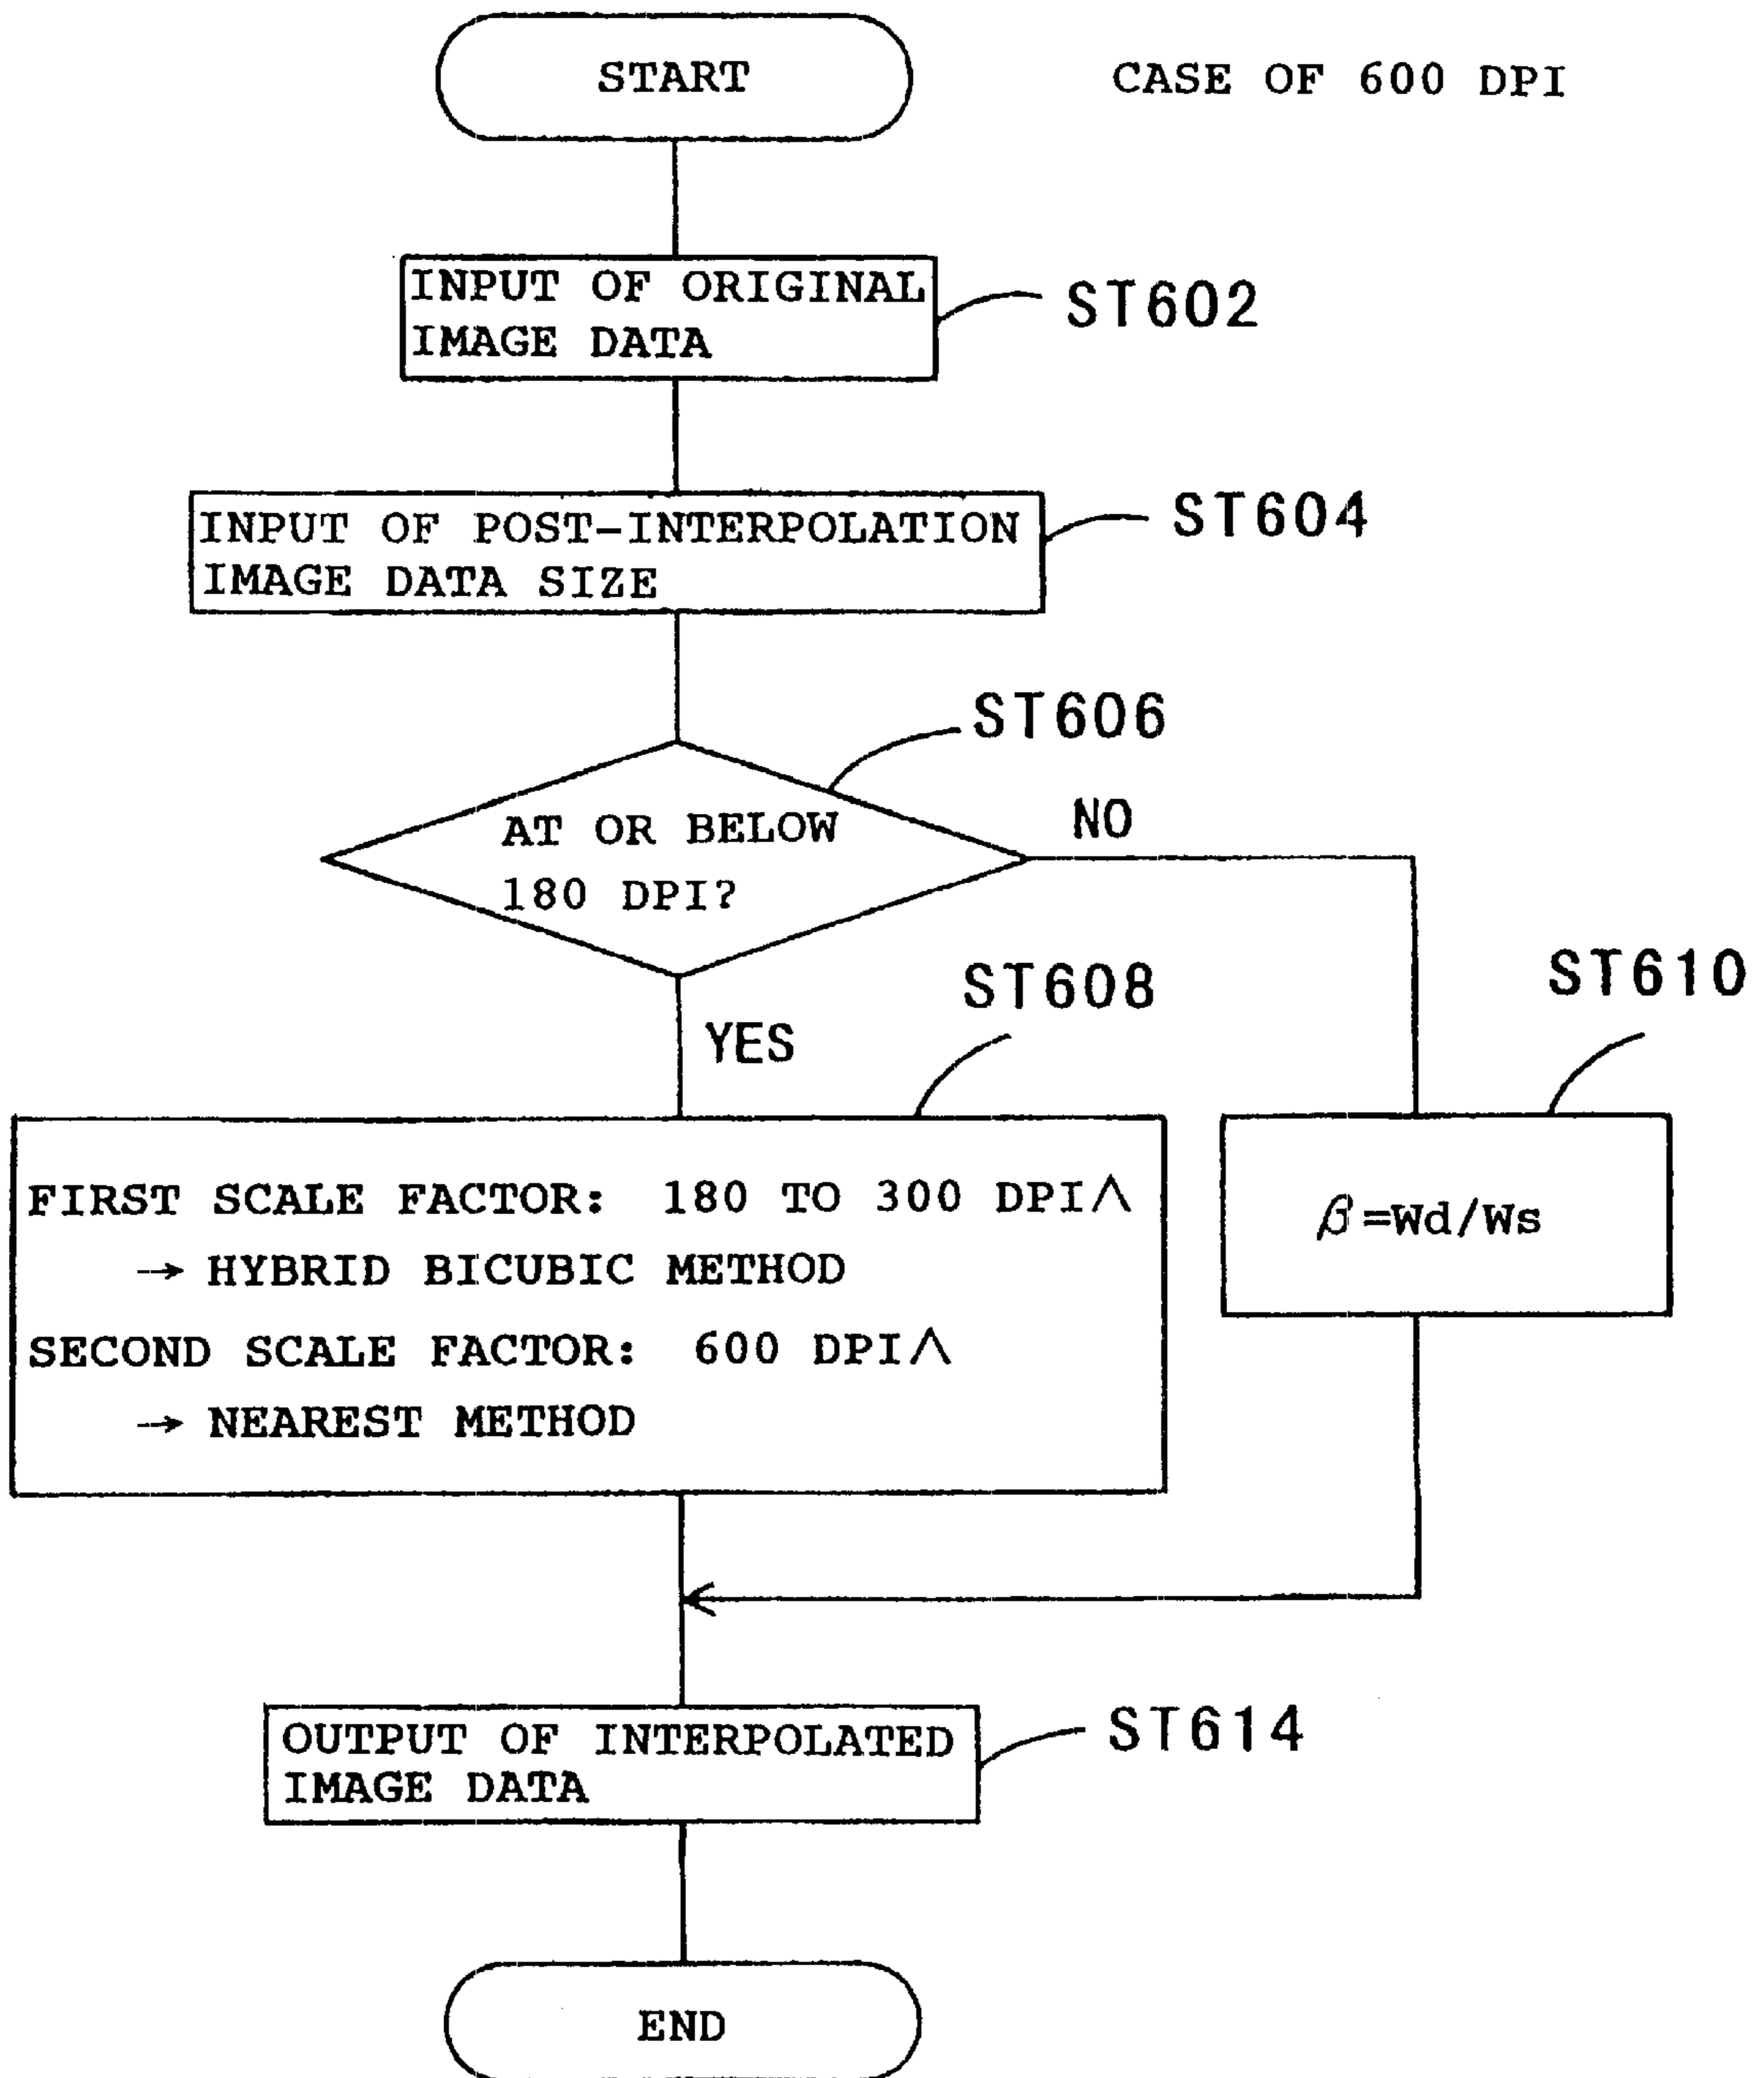 START
CASE OF 600 DPI
INPUT OF ORIGINAL
IMAGE DATA
ST602
INPUT OF POST-INTERPOLATION
IMAGE DATA SIZE
ST604
ST606
AT OR BELOW
180 DPI?
NO
YES
ST608
ST610
FIRST SCALE FACTOR: 180 TO 300 DPI∧
→ HYBRID BICUBIC METHOD
SECOND SCALE FACTOR: 600 DPI∧
→ NEAREST METHOD
β=Wd/Ws
OUTPUT OF INTERPOLATED
IMAGE DATA
ST614
END